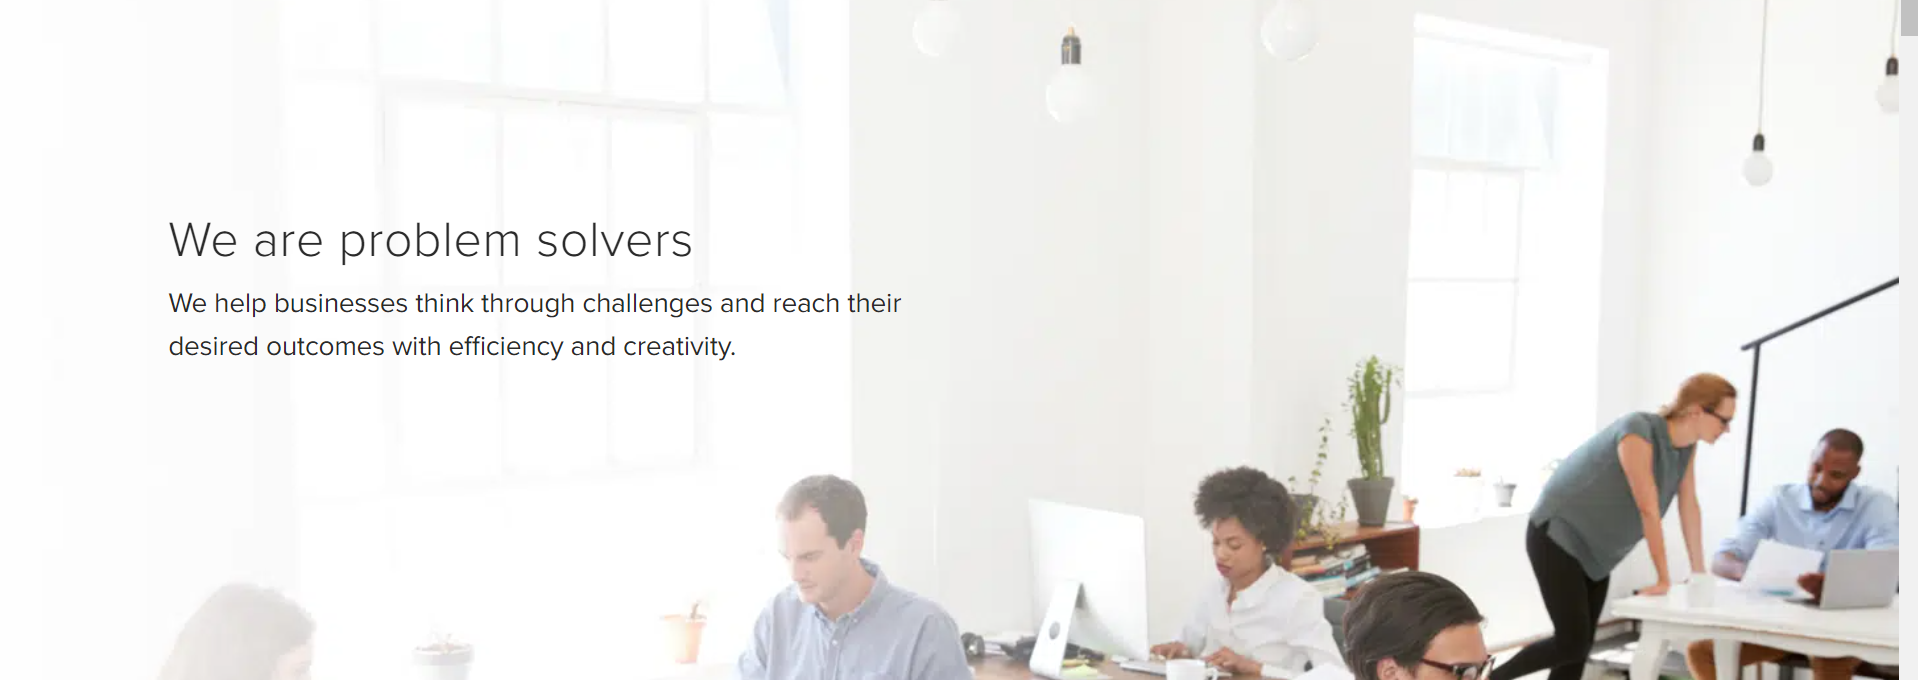 We are problem solvers
We help businesses think through challenges and reach their
desired outcomes with efficiency and creativity.